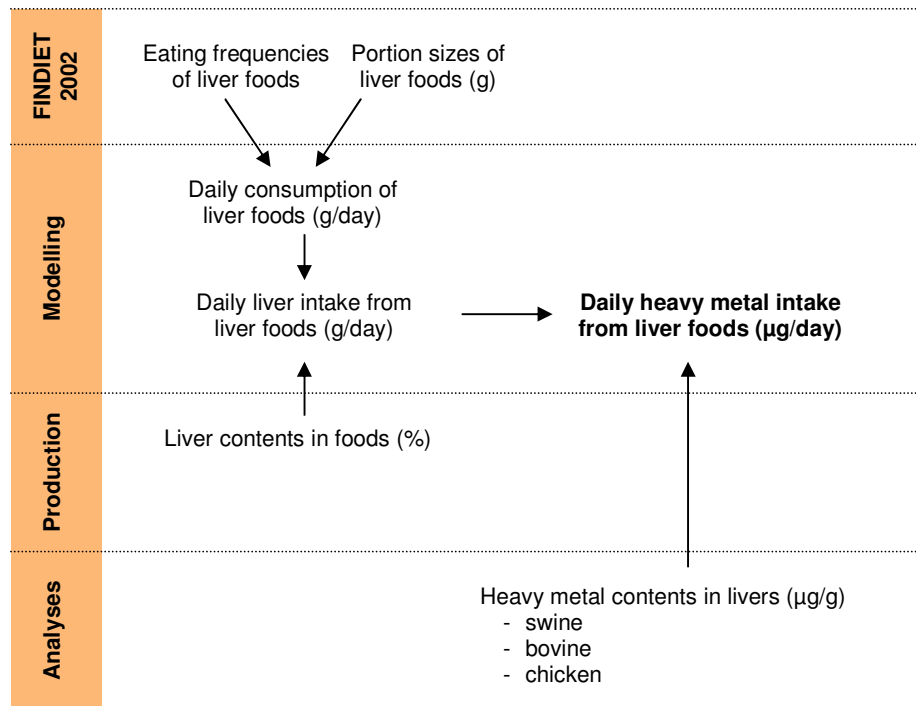 FINDIET
2002
Eating frequencies
of liver foods
Portion sizes of
liver foods (g)
Modelling
Daily consumption of
liver foods (g/day)
Daily liver intake from
liver foods (g/day)
Daily heavy metal intake
from liver foods (µg/day)
Production
Liver contents in foods (%)
Analyses
Heavy metal contents in livers (µg/g)
- swine
- bovine
- chicken